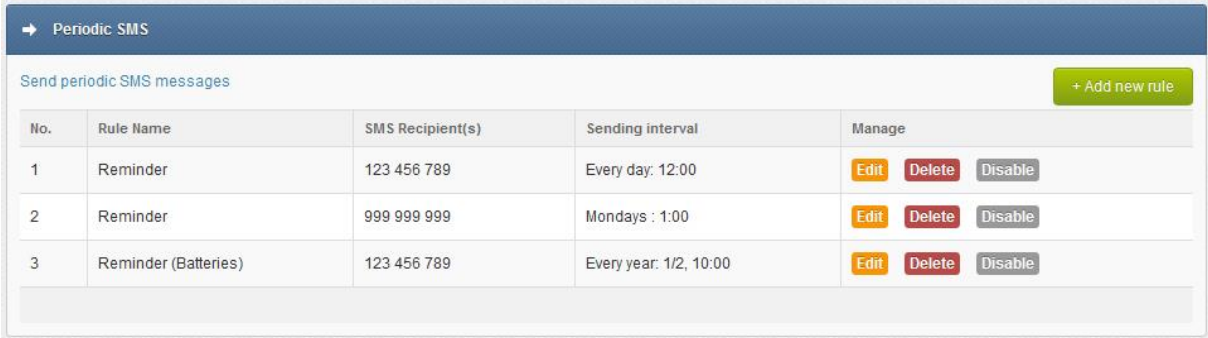 Periodic SMS
Send periodic SMS messages
+ Add new rule
No. Rule Name SMS Recipient(s) Sending interval Manage
1 Reminder 123 456 789 Every day: 12:00 Edit Delete Disable
2 Reminder 999 999 999 Mondays : 1:00 Edit Delete Disable
3 Reminder (Batteries) 123 456 789 Every year: 1/2, 10:00 Edit Delete Disable